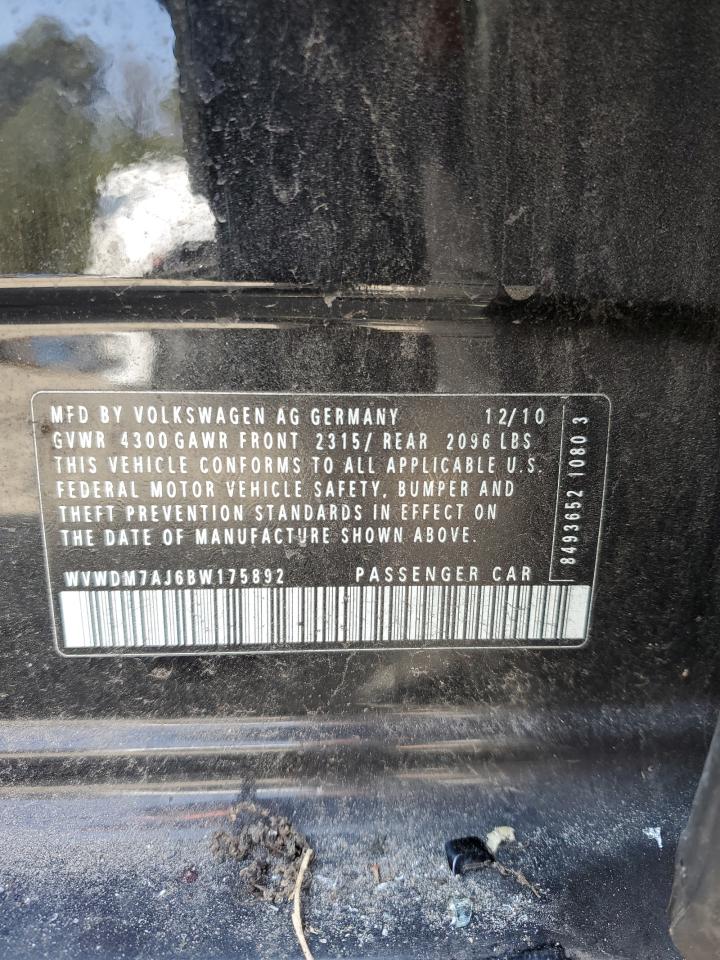 MFD BY VOLKSWAGEN AG GERMANY 12/10
GVWR 4300 GAWR FRONT 2315/ REAR 2096 LBS
THIS VEHICLE CONFORMS TO ALL APPLICABLE U.S.
FEDERAL MOTOR VEHICLE SAFETY, BUMPER AND
THEFT PREVENTION STANDARDS IN EFFECT ON
THE DATE OF MANUFACTURE SHOWN ABOVE.
WVWDM7AJ6BW175892 PASSENGER CAR
8493652 1080 3